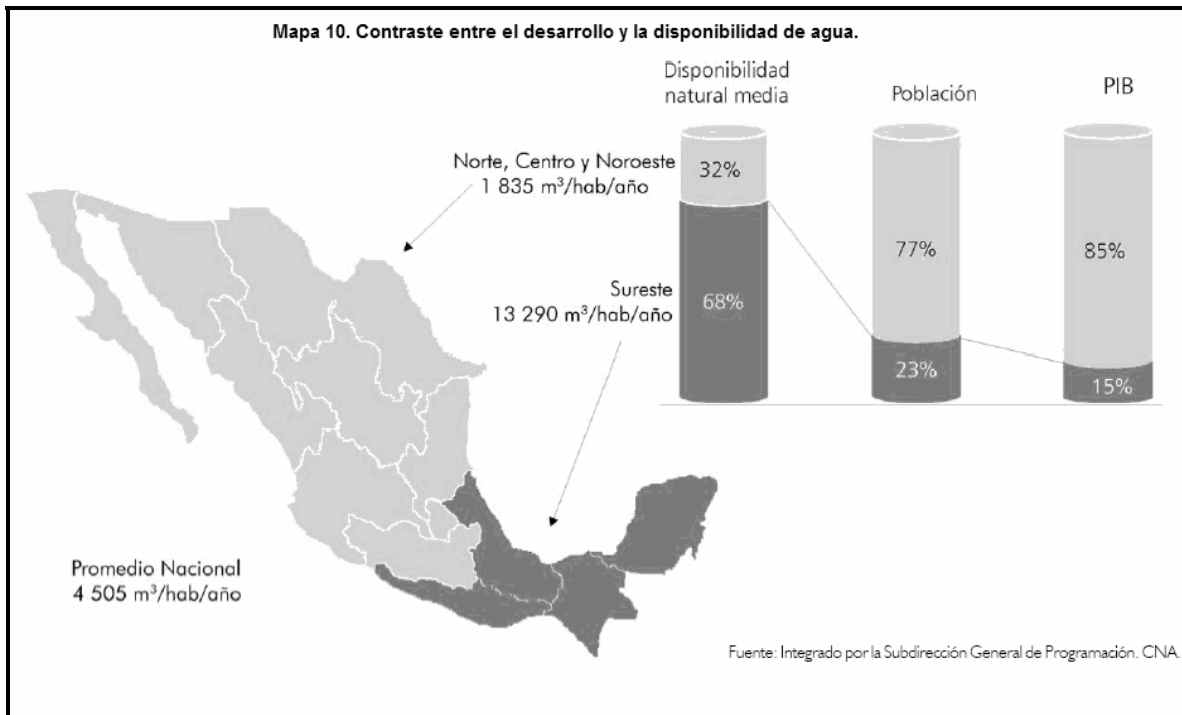 Mapa 10. Contraste entre el desarrollo y la disponibilidad de agua.
Disponibilidad
natural media
Población
PIB
Norte, Centro y Noroeste
1 835 m³/hab/año
32%
77%
85%
Sureste
13 290 m³/hab/año
68%
23%
15%
Promedio Nacional
4 505 m³/hab/año
Fuente: Integrado por la Subdirección General de Programación. CNA.